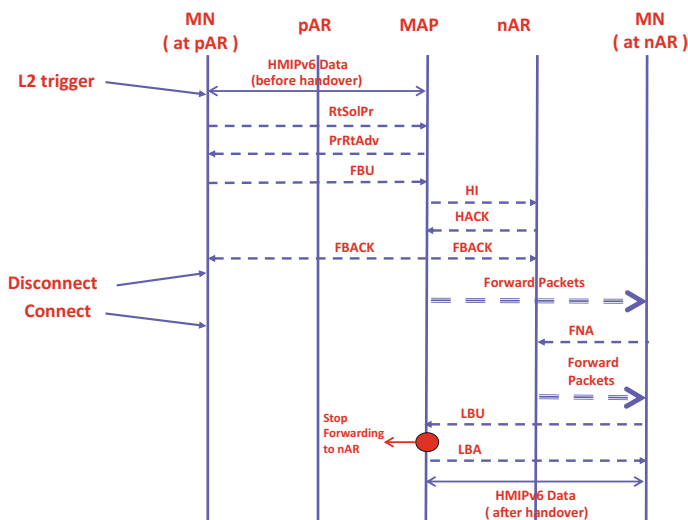 MN pAR MAP nAR MN
( at pAR ) ( at nAR )
HMIPv6 Data
(before handover)
L2 trigger
RtSolPr
PrRtAdv
FBU
HI
HACK
FBACK FBACK
Disconnect
Forward Packets
Connect
FNA
Forward
Packets
LBU
Stop
Forwarding
to nAR
LBA
HMIPv6 Data
( after handover)